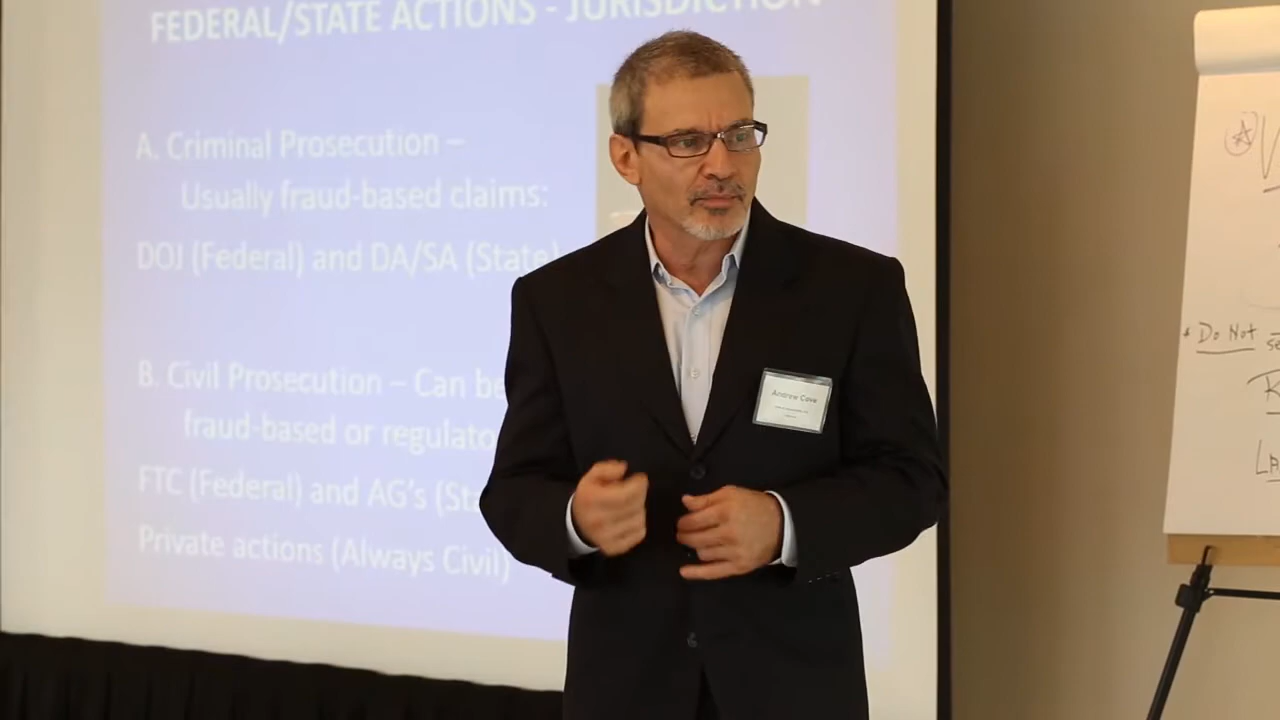 FEDERAL/STATE ACTIONS - JURISDICTION
A. Criminal Prosecution –
Usually fraud-based claims:
DOJ (Federal) and DA/SA (State)
B. Civil Prosecution – Can be
fraud-based or regulato
FTC (Federal) and AG's (Sta
Private actions (Always Civil)
Andrew Cove
* Do Not se